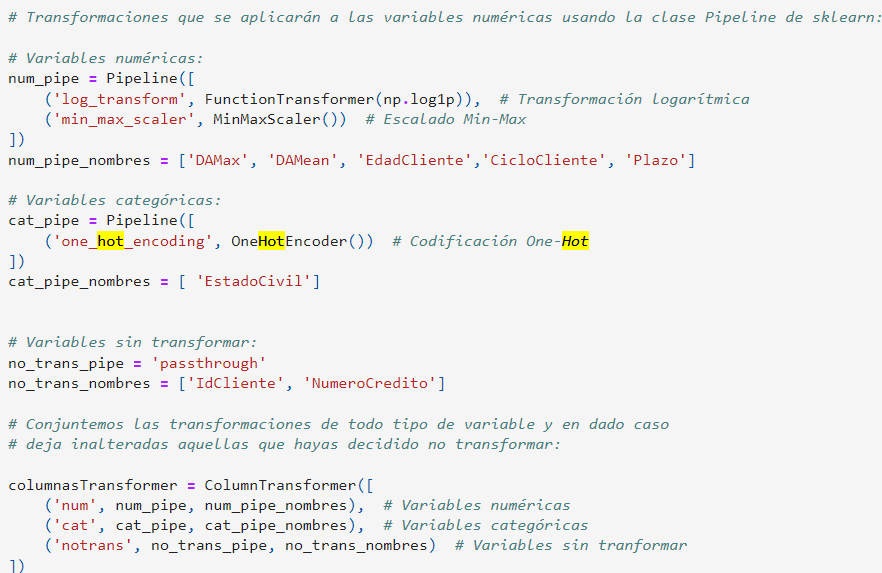 # Transformaciones que se aplicarán a las variables numéricas usando la clase Pipeline de sklearn:
# Variables numéricas:
num_pipe = Pipeline([
    ('log_transform', FunctionTransformer(np.log1p)),  # Transformación logarítmica
    ('min_max_scaler', MinMaxScaler())  # Escalado Min-Max
])
num_pipe_nombres = ['DAMax', 'DAMean', 'EdadCliente','CicloCliente', 'Plazo']
# Variables categóricas:
cat_pipe = Pipeline([
    ('one_hot_encoding', OneHotEncoder())  # Codificación One-Hot
])
cat_pipe_nombres = [ 'EstadoCivil']
# Variables sin transformar:
no_trans_pipe = 'passthrough'
no_trans_nombres = ['IdCliente', 'NumeroCredito']
# Conjuntemos las transformaciones de todo tipo de variable y en dado caso
# deja inalteradas aquellas que hayas decidido no transformar:
columnasTransformer = ColumnTransformer([
    ('num', num_pipe, num_pipe_nombres),  # Variables numéricas
    ('cat', cat_pipe, cat_pipe_nombres),  # Variables categóricas
    ('notrans', no_trans_pipe, no_trans_nombres)  # Variables sin tranformar
])